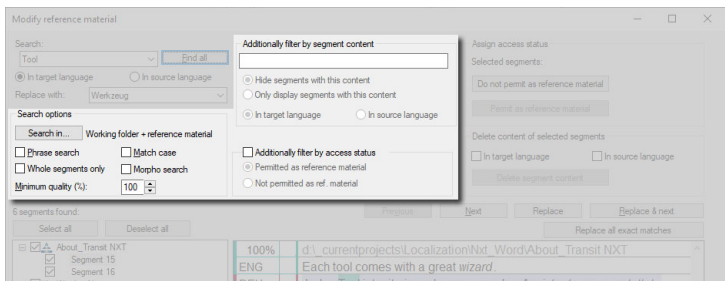 Modify reference material
Search:
Tool
Find all
In target language
In source language
Replace with:
Werkzeug
Search options
Search in...
Working folder + reference material
Phrase search
Match case
Whole segments only
Morpho search
Minimum quality (%):
100
Additionally filter by segment content
Hide segments with this content
Only display segments with this content
In target language
In source language
Additionally filter by access status
Permitted as reference material
Not permitted as ref. material
Assign access status
Selected segments:
Do not permit as reference material
Permit as reference material
Delete content of selected segments
In target language
In source language
Delete segment content
6 segments found:
Previous
Next
Replace
Replace & next
Select all
Deselect all
Replace all exact matches
About_Transit NXT
Segment 15
Segment 16
100%
d:\_currentprojects\Localization\Nxt_Word\About_Transit NXT
ENG
Each tool comes with a great wizard.